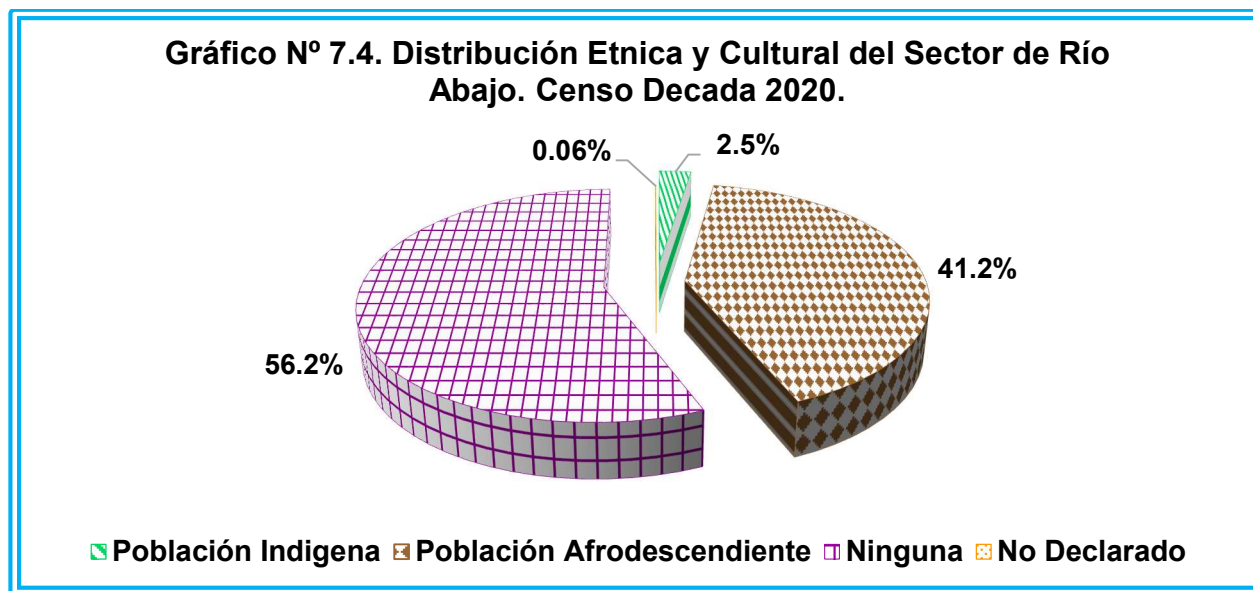 Gráfico Nº 7.4. Distribución Etnica y Cultural del Sector de Río
Abajo. Censo Decada 2020.
0.06%
2.5%
41.2%
56.2%
Población Indigena Población Afrodescendiente Ninguna No Declarado